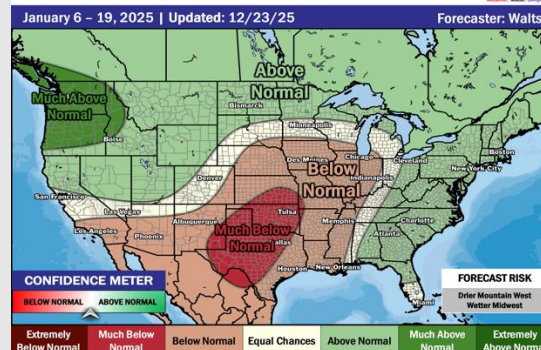 January 6 – 19, 2025 | Updated: 12/23/25
Forecaster: Walts
Above
Normal
Much Above
Normal
Bismarck
Minneapolis
Boise
Boston
Des Moines
Chicago
Cleveland
New York City
Below
Normal
Denver
Indianapolis
San Francisco
Las Vegas
Tulsa
Memphis
Charlotte
Los Angeles
Albuquerque
Phoenix
Much Below
Normal
Dallas
Atlanta
Houston
New Orleans
Miami
CONFIDENCE METER
BELOW NORMAL
ABOVE NORMAL
FORECAST RISK
Drier Mountain West
Wetter Midwest
Extremely
Below Normal
Much Below
Normal
Below Normal
Equal Chances
Above Normal
Much Above
Normal
Extremely
Above Normal